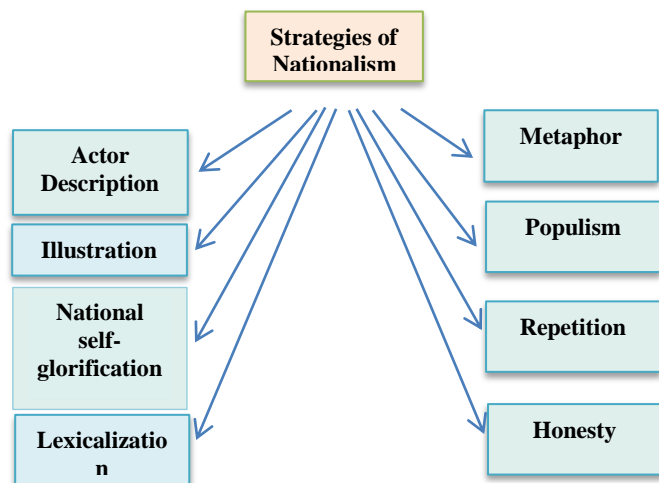 Strategies of
Nationalism
Actor
Description
Illustration
National
self-
glorification
Lexicalizatio
n
Metaphor
Populism
Repetition
Honesty